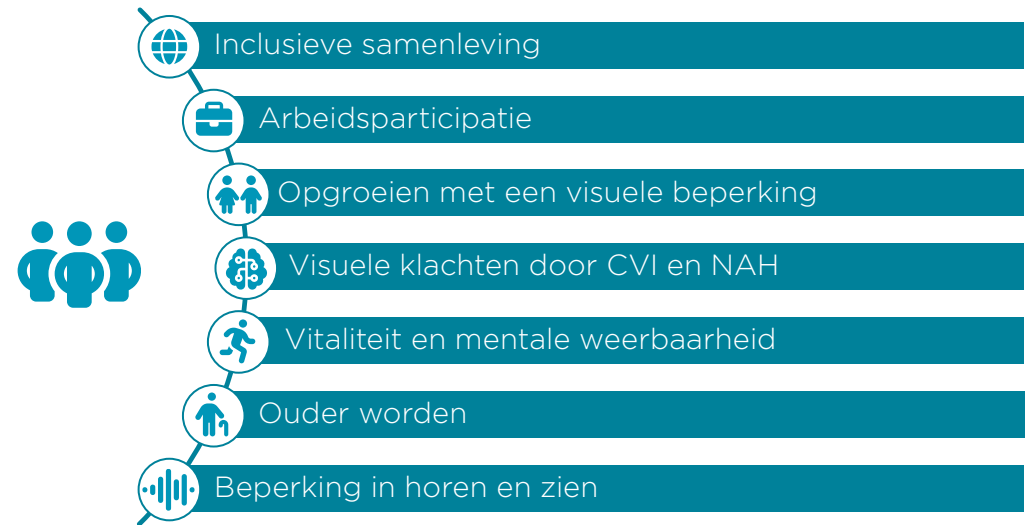 Inclusieve samenleving
Arbeidsparticipatie
Opgroeien met een visuele beperking
Visuele klachten door CVI en NAH
Vitaliteit en mentale weerbaarheid
Ouder worden
Beperking in horen en zien